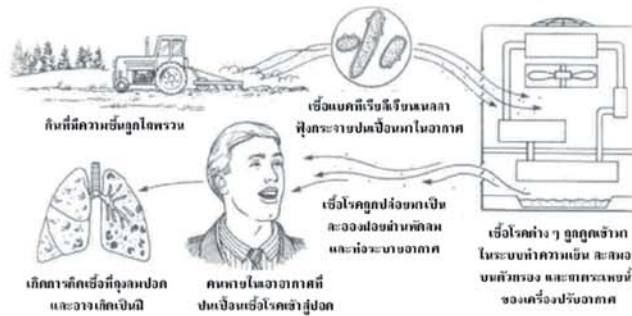 ดินที่มีความชื้นถูกไถพรวน
เชื้อแบคทีเรียลีเจียนเนลลา
ฟุ้งกระจายปนเปื้อนมาในอากาศ
เชื้อโรคต่าง ๆ ถูกดูดเข้ามา
ในระบบทำความเย็น สะสมอยู่
บนตัวกรอง และถาดระเหยน้ำ
ของเครื่องปรับอากาศ
เชื้อโรคถูกปล่อยมาเป็น
ละอองฝอยผ่านพัดลม
และท่อระบายอากาศ
คนหายใจเอาอากาศที่
ปนเปื้อนเชื้อโรคเข้าสู่ปอด
เกิดการติดเชื้อที่ถุงลมปอด
และอาจเกิดเป็นฝี